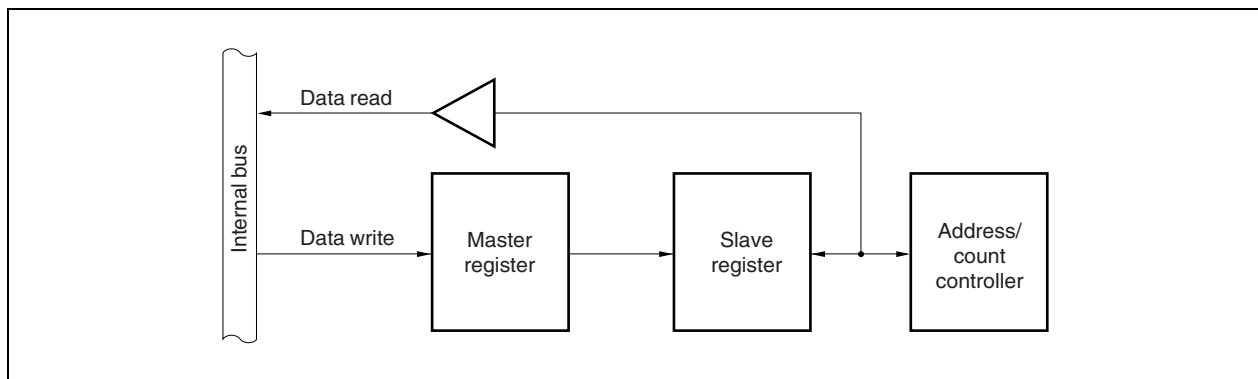 Data read
Internal bus
Data write
Master
register
Slave
register
Address/
count
controller